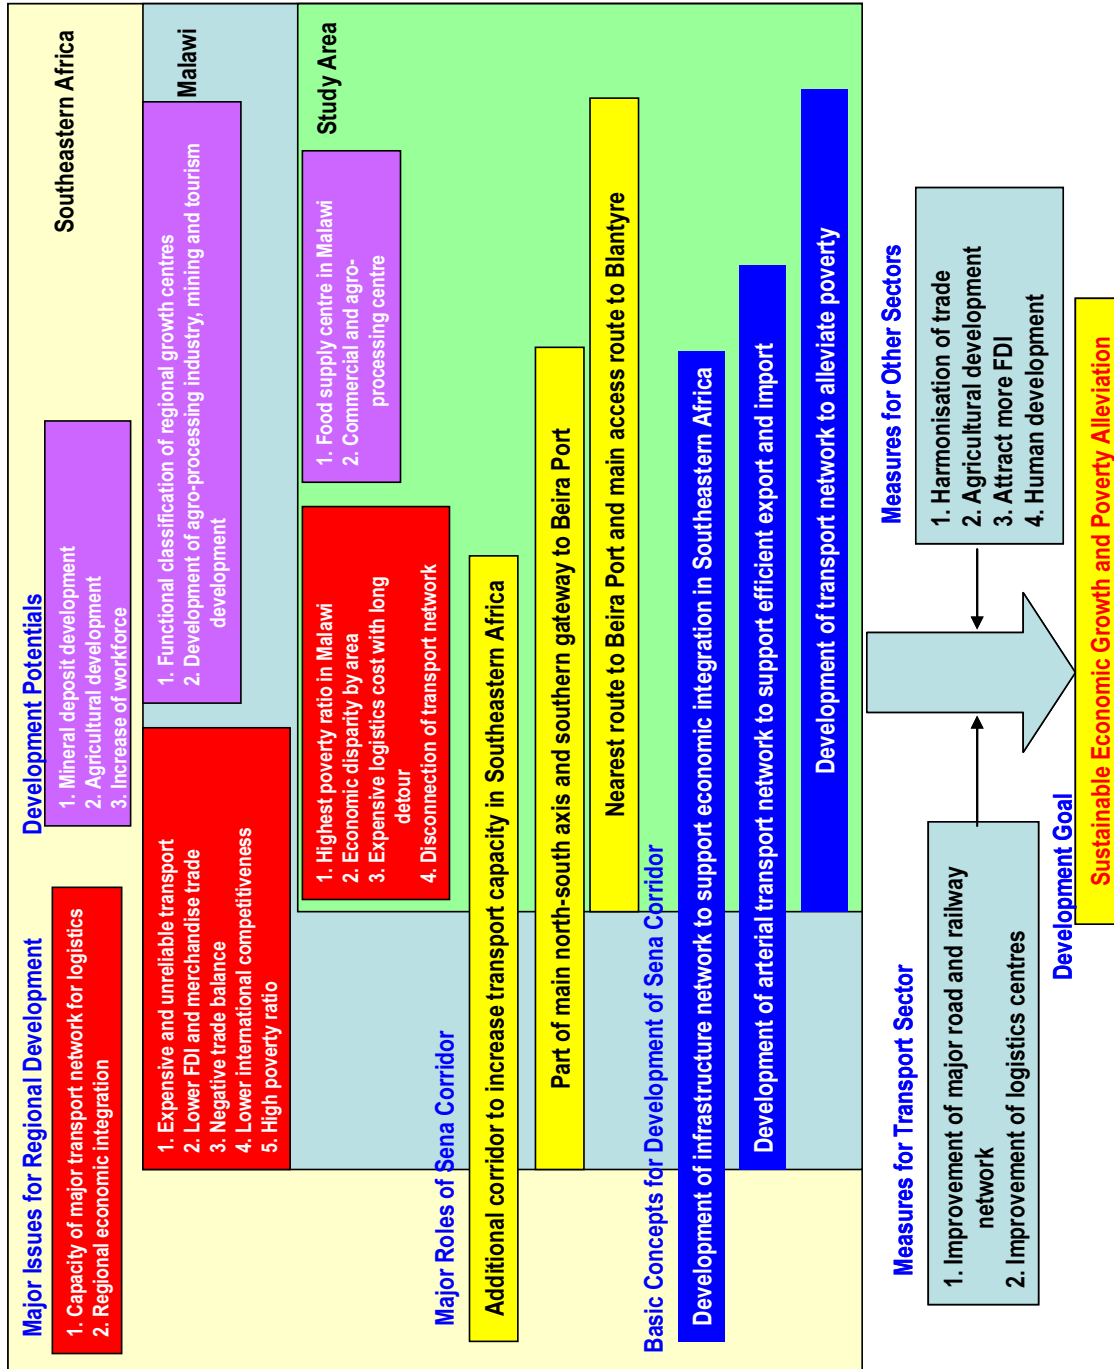 Major Issues for Regional Development
Development Potentials
1. Capacity of major transport network for logistics
2. Regional economic integration
1. Mineral deposit development
2. Agricultural development
3. Increase of workforce
Southeastern Africa
1. Expensive and unreliable transport
2. Lower FDI and merchandise trade
3. Negative trade balance
4. Lower international competitiveness
5. High poverty ratio
1. Functional classification of regional growth centres
2. Development of agro-processing industry, mining and tourism
development
Malawi
1. Highest poverty ratio in Malawi
2. Economic disparity by area
3. Expensive logistics cost with long
detour
4. Disconnection of transport network
1. Food supply centre in Malawi
2. Commercial and agro-
processing centre
Study Area
Major Roles of Sena Corridor
Additional corridor to increase transport capacity in Southeastern Africa
Part of main north-south axis and southern gateway to Beira Port
Nearest route to Beira Port and main access route to Blantyre
Basic Concepts for Development of Sena Corridor
Development of infrastructure network to support economic integration in Southeastern Africa
Development of arterial transport network to support efficient export and import
Development of transport network to alleviate poverty
Measures for Transport Sector
1. Improvement of major road and railway
network
2. Improvement of logistics centres
Measures for Other Sectors
1. Harmonisation of trade
2. Agricultural development
3. Attract more FDI
4. Human development
Development Goal
Sustainable Economic Growth and Poverty Alleviation